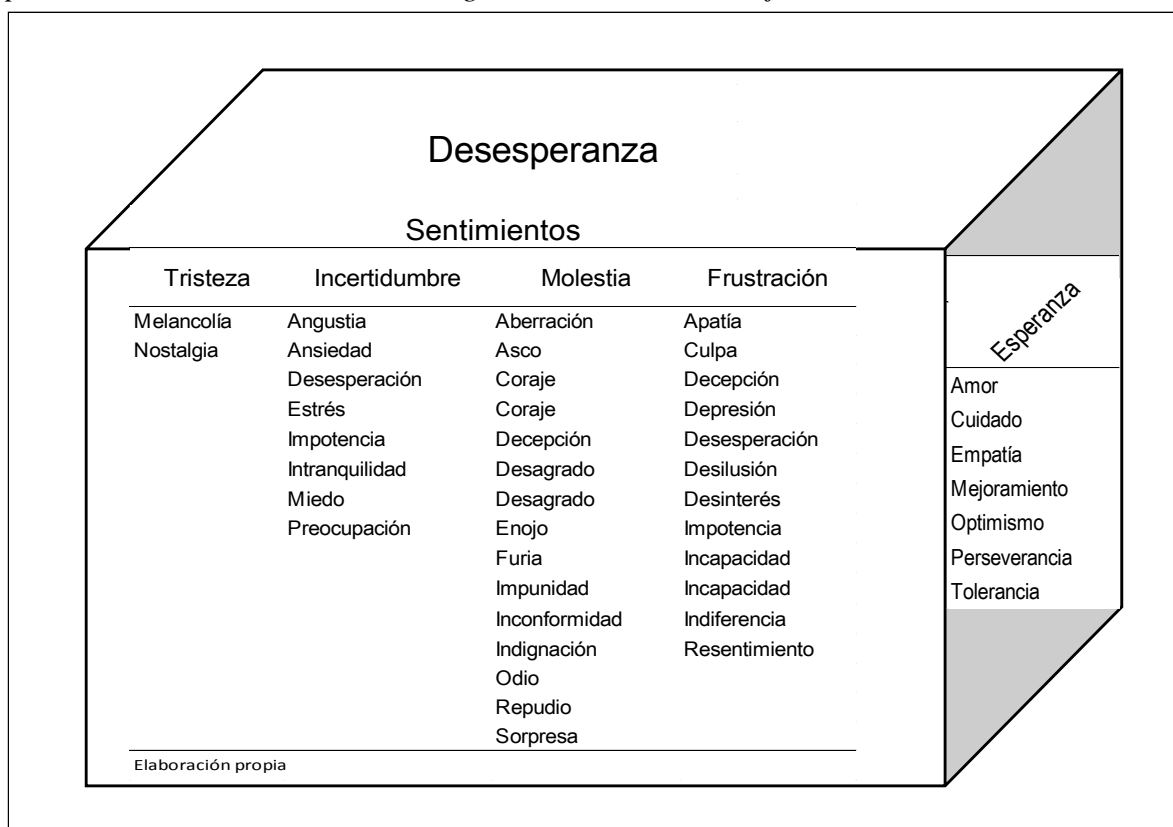 Desesperanza
Sentimientos
Tristeza Incertidumbre Molestia Frustración
Melancolía Angustia Aberración Apatía
Nostalgia Ansiedad Asco Culpa
Desesperación Coraje Decepción
Estrés Coraje Depresión
Impotencia Decepción Desesperación
Intranquilidad Desagrado Desilusión
Miedo Desagrado Desinterés
Preocupación Enojo Impotencia
Furia Incapacidad
Impunidad Incapacidad
Inconformidad Indiferencia
Indignación Resentimiento
Odio
Repudio
Sorpresa
Elaboración propia
Esperanza
Amor
Cuidado
Empatía
Mejoramiento
Optimismo
Perseverancia
Tolerancia